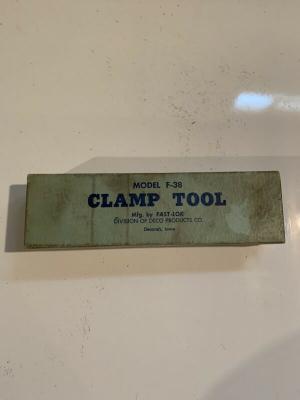 MODEL F-38
CLAMP TOOL
Mfg. by FAST-LOK
DIVISION OF DECO PRODUCTS CO.
Decorah, Iowa